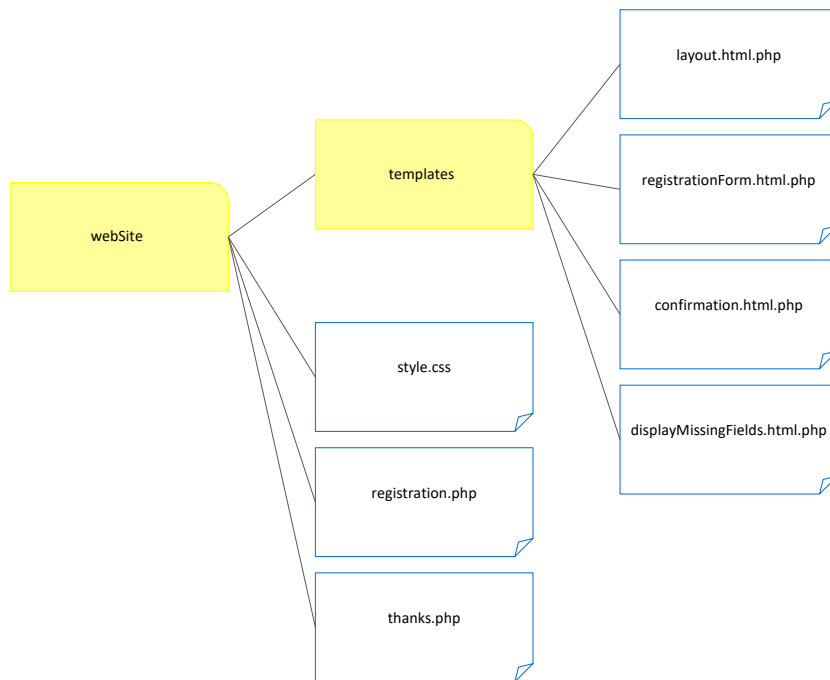 layout.html.php
templates
registrationForm.html.php
webSite
confirmation.html.php
style.css
displayMissingFields.html.php
registration.php
thanks.php